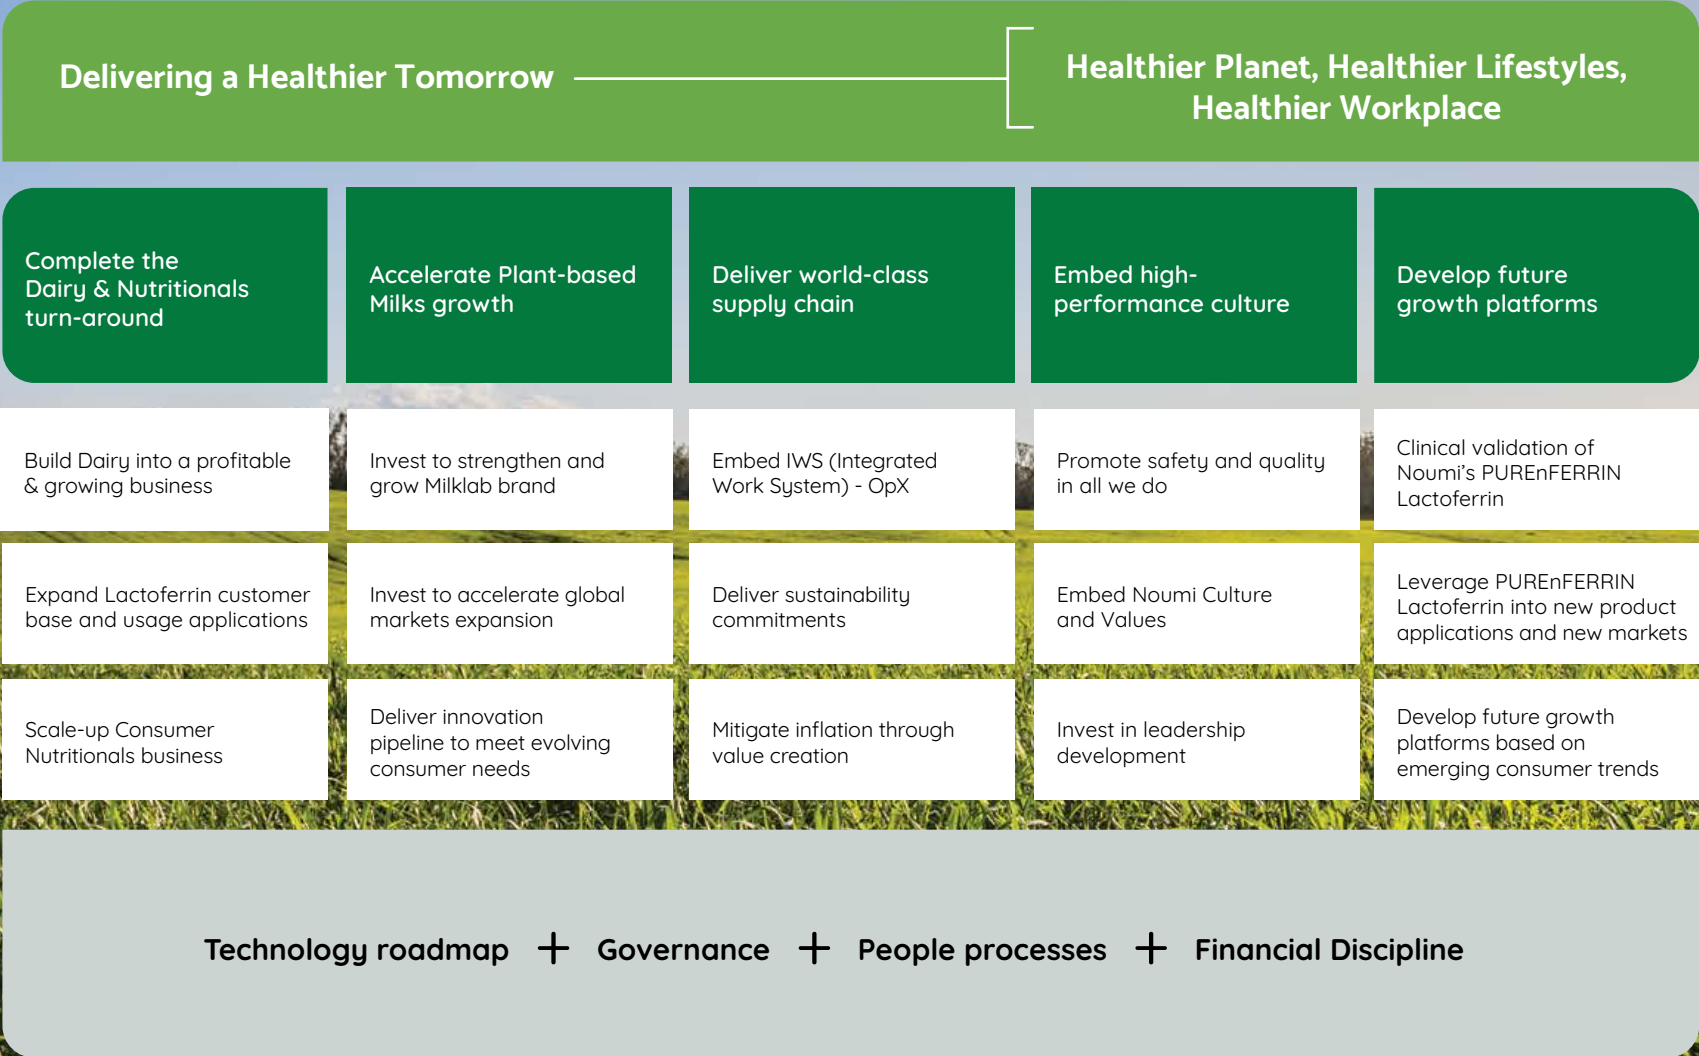 Delivering a Healthier Tomorrow
Healthier Planet, Healthier Lifestyles,
Healthier Workplace
Complete the
Dairy & Nutritionals
turn-around
Accelerate Plant-based
Milks growth
Deliver world-class
supply chain
Embed high-
performance culture
Develop future
growth platforms
Build Dairy into a profitable
& growing business
Invest to strengthen and
grow Milklab brand
Embed IWS (Integrated
Work System) - OpX
Promote safety and quality
in all we do
Clinical validation of
Noumi’s PUREnFERRIN
Lactoferrin
Expand Lactoferrin customer
base and usage applications
Invest to accelerate global
markets expansion
Deliver sustainability
commitments
Embed Noumi Culture
and Values
Leverage PUREnFERRIN
Lactoferrin into new product
applications and new markets
Scale-up Consumer
Nutritionals business
Deliver innovation
pipeline to meet evolving
consumer needs
Mitigate inflation through
value creation
Invest in leadership
development
Develop future growth
platforms based on
emerging consumer trends
Technology roadmap + Governance + People processes + Financial Discipline